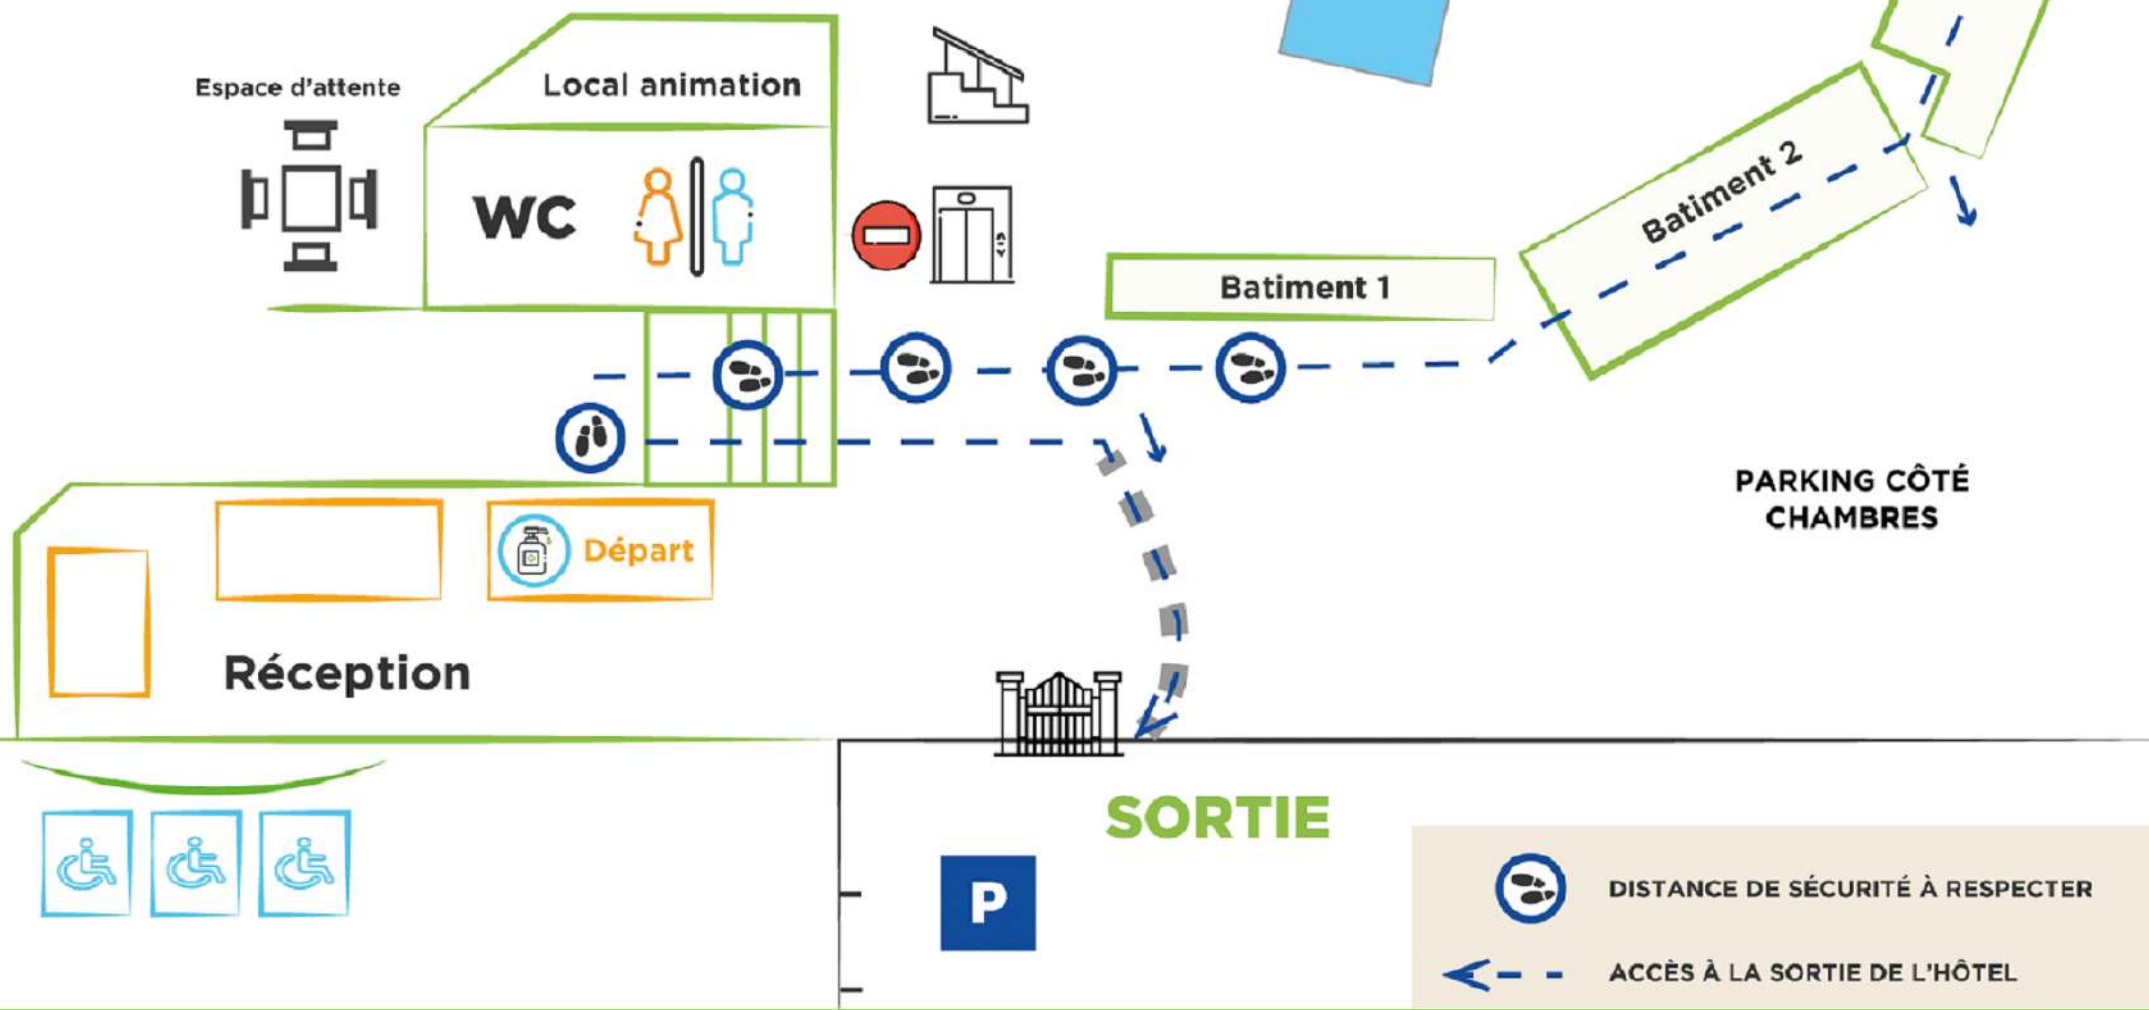 Espace d'attente
Local animation
WC
Batiment 1
Batiment 2
PARKING CÔTÉ
CHAMBRES
Départ
Réception
SORTIE
P
DISTANCE DE SÉCURITÉ À RESPECTER
ACCÈS À LA SORTIE DE L'HÔTEL